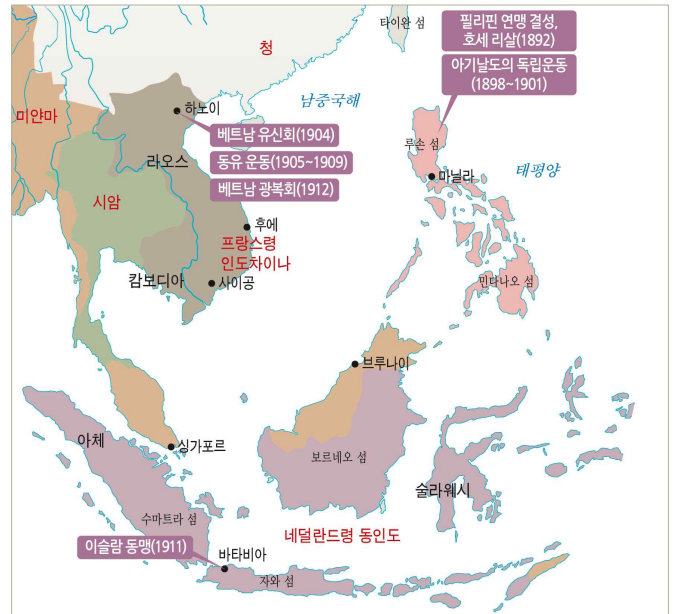 타이완 섬
필리핀 연맹 결성,
호세 리살(1892)
아기날도의 독립운동
(1898~1901)
청
남중국해
미얀마
하노이
베트남 유신회(1904)
라오스
동유 운동(1905~1909)
베트남 광복회(1912)
루손 섬
마닐라
태평양
시암
후에
프랑스령
인도차이나
캄보디아
사이공
민다나오 섬
브루나이
아체
싱가포르
보르네오 섬
술라웨시
수마트라 섬
네덜란드령 동인도
이슬람 동맹(1911)
바타비아
자와 섬